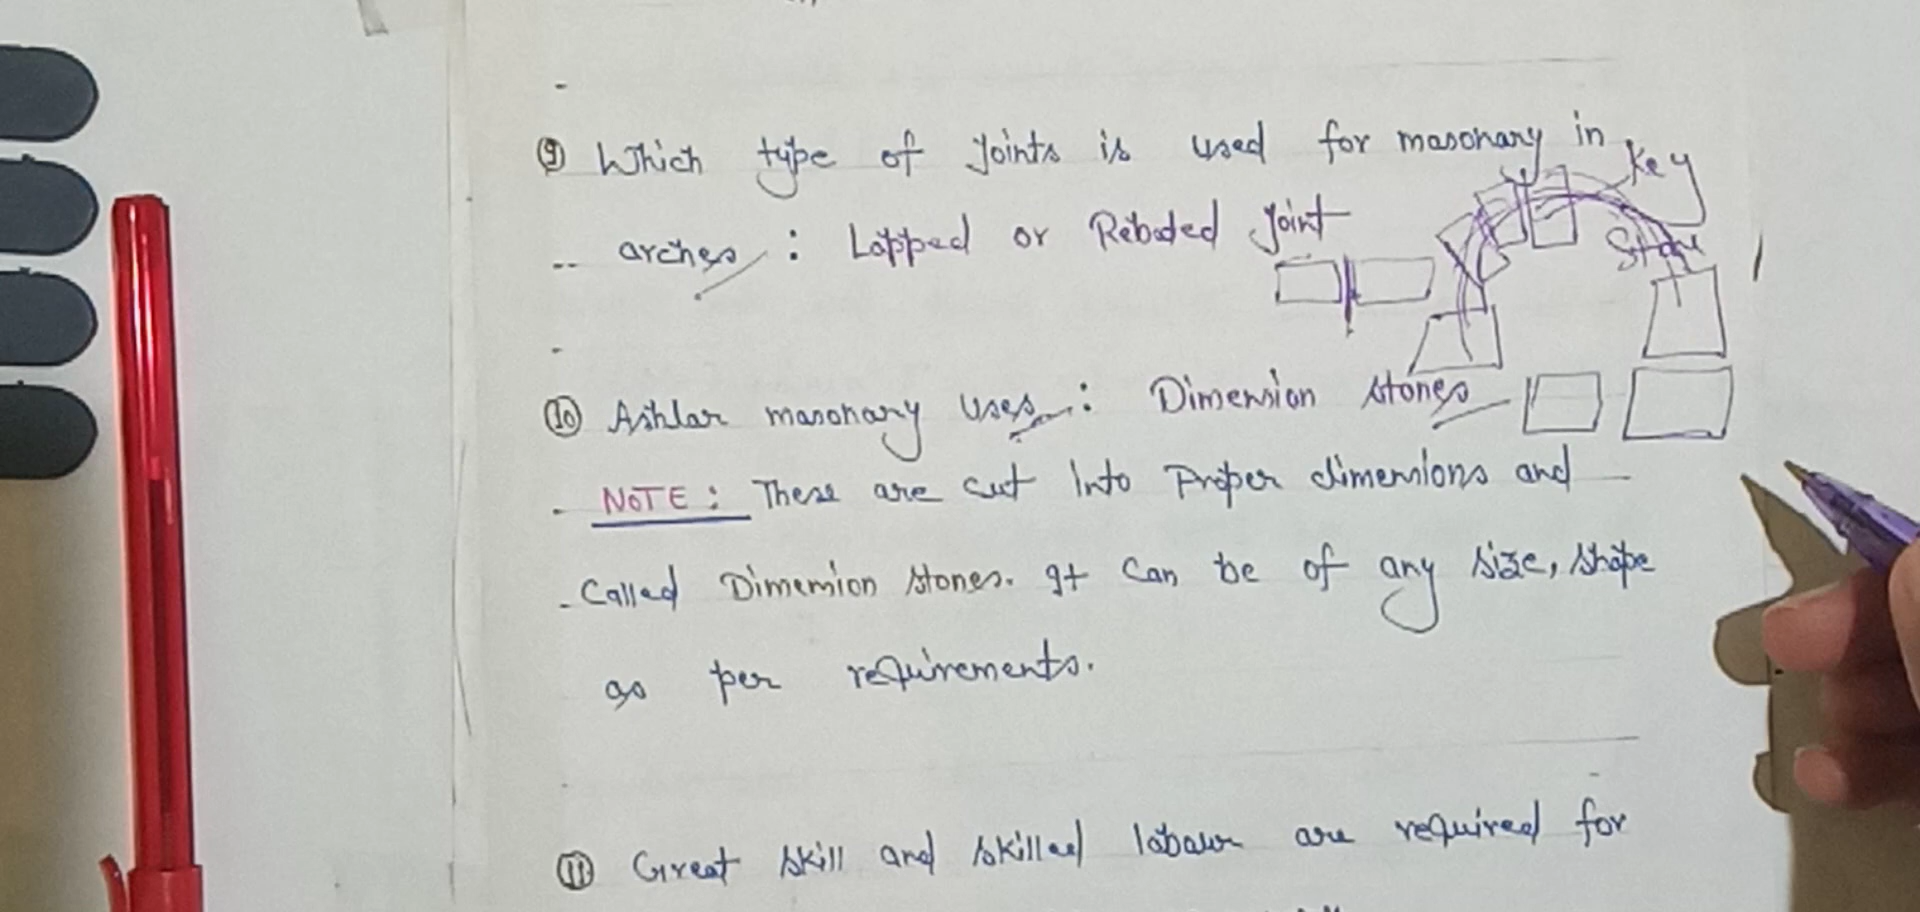 ⑨ Which type of Joints is used for masonary in
arches : Lapped or Rebated Joint
Key
Stone
⑩ Ashlar masonary uses : Dimension stones
NOTE : These are cut Into Proper dimensions and
Called Dimension stones. It Can be of any size, shape
as per requirements.
⑪ Great skill and skilled labour are required for